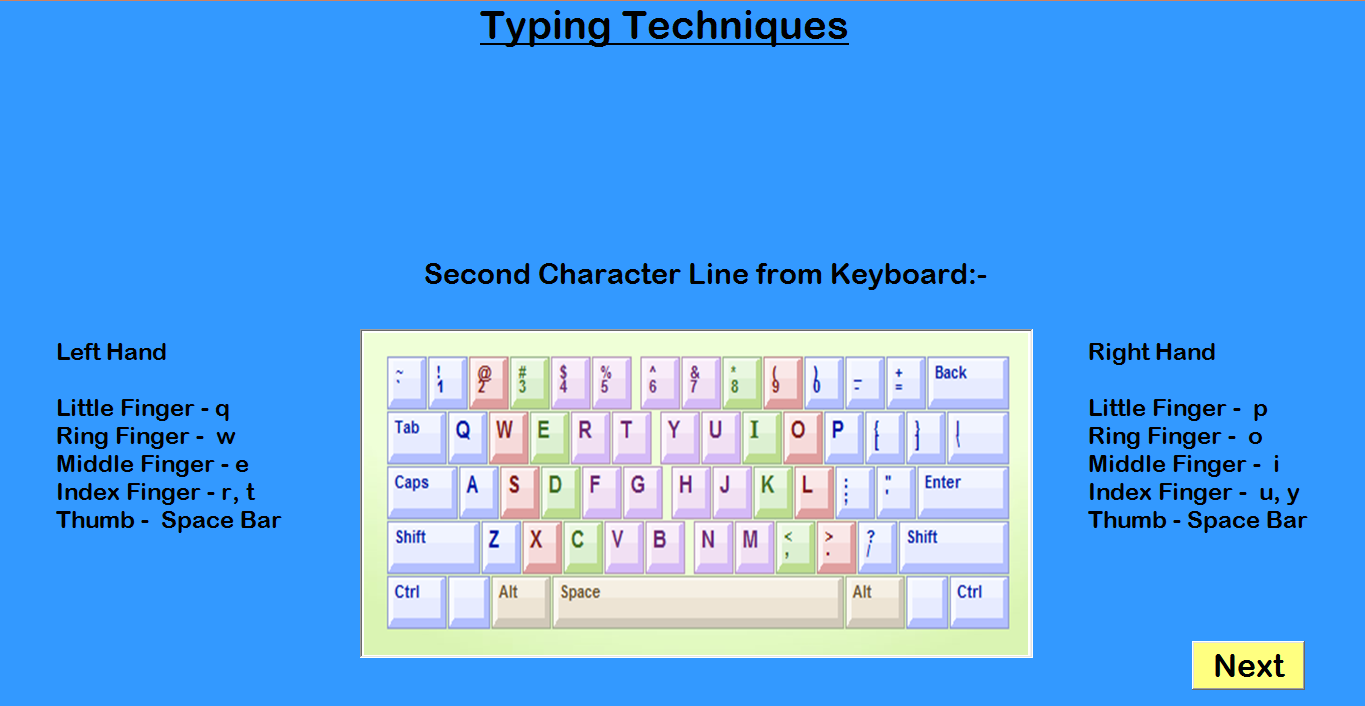 Typing Techniques
Second Character Line from Keyboard:-
Left Hand
Little Finger - q
Ring Finger - w
Middle Finger - e
Index Finger - r, t
Thumb - Space Bar
~ ! @ # $ % ^ & * ( ) _ +
` 1 2 3 4 5 6 7 8 9 0 - = Back
Tab Q W E R T Y U I O P { } |
[ ] \
Caps A S D F G H J K L : " Enter
; '
Shift Z X C V B N M < > ? Shift
, . /
Ctrl Alt Space Alt Ctrl
Right Hand
Little Finger - p
Ring Finger - o
Middle Finger - i
Index Finger - u, y
Thumb - Space Bar
Next